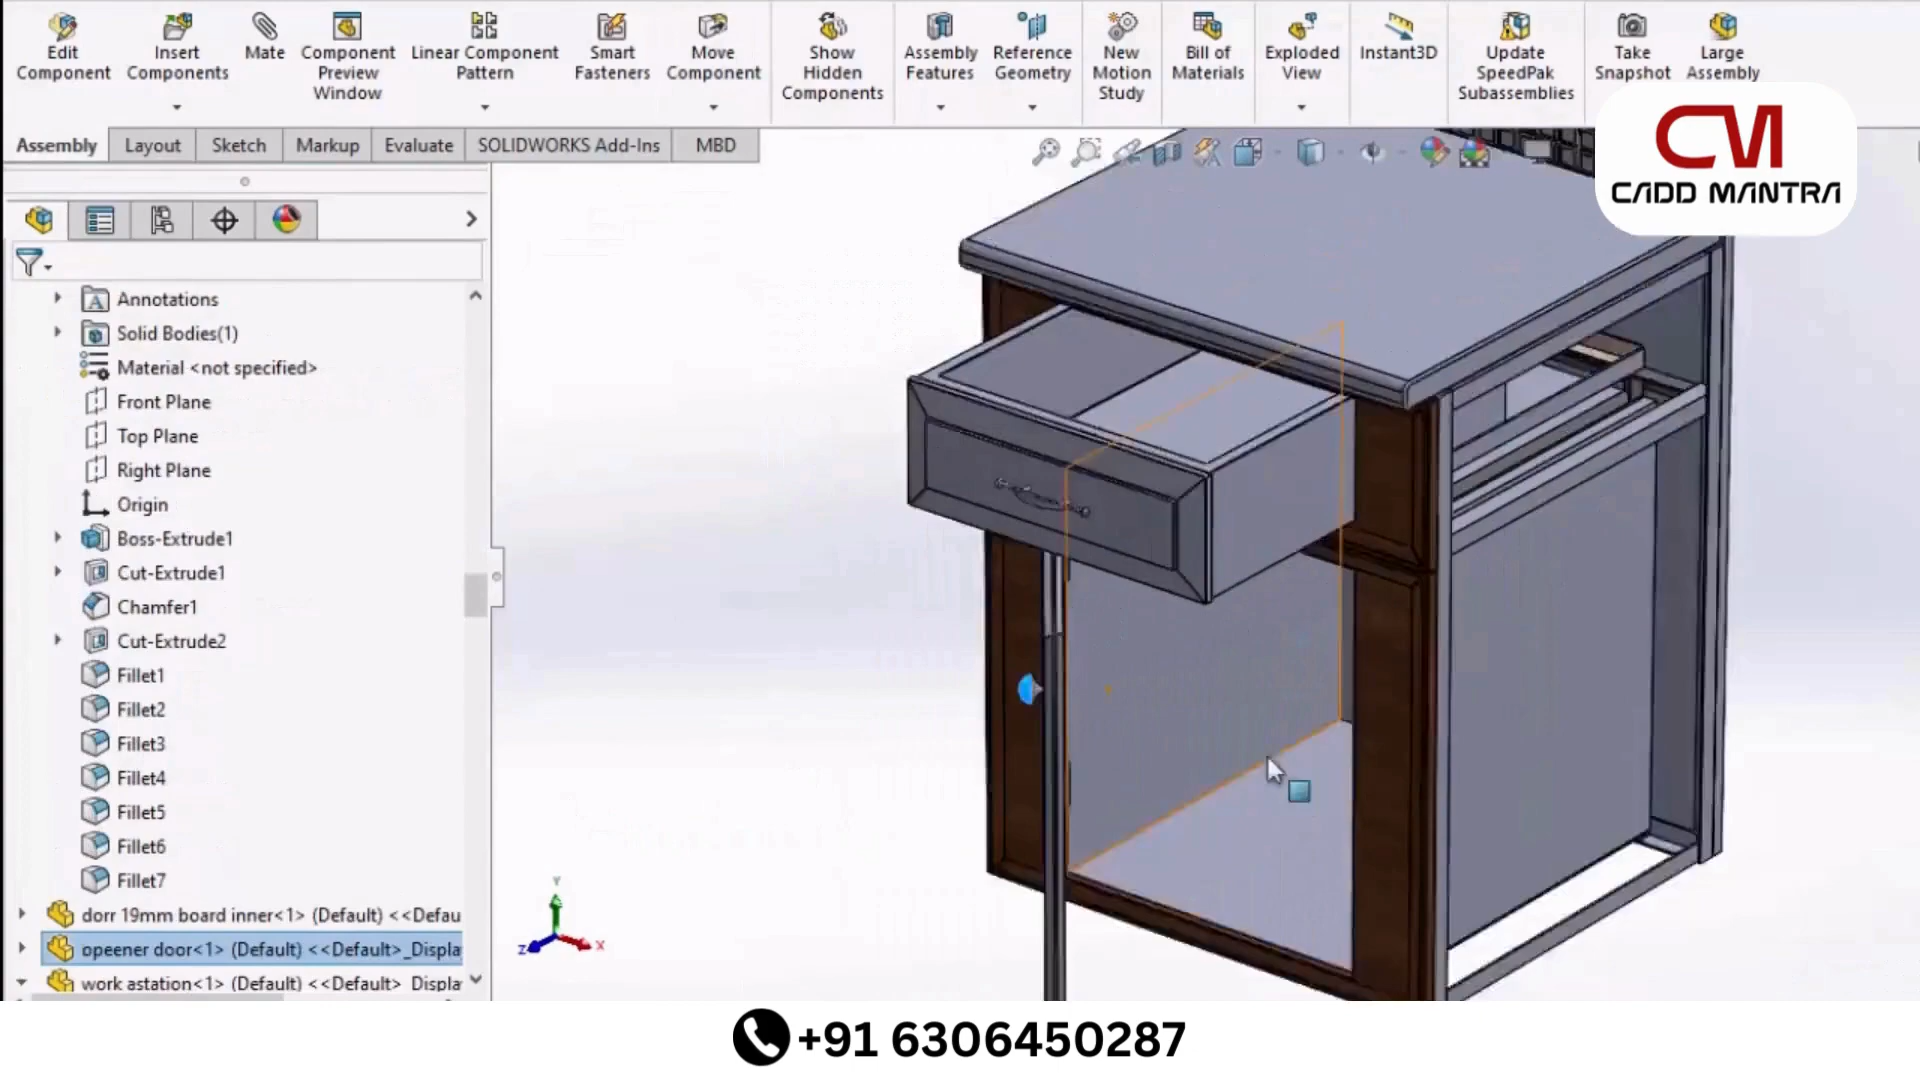 Edit Component
Insert Components
Mate
Component Preview Window
Linear Component Pattern
Smart Fasteners
Move Component
Show Hidden Components
Assembly Features
Reference Geometry
New Motion Study
Bill of Materials
Exploded View
Instant3D
Update SpeedPak Subassemblies
Take Snapshot
Large Assembly
CM
CADD MANTRA
Assembly
Layout
Sketch
Markup
Evaluate
SOLIDWORKS Add-Ins
MBD
Annotations
Solid Bodies(1)
Material <not specified>
Front Plane
Top Plane
Right Plane
Origin
Boss-Extrude1
Cut-Extrude1
Chamfer1
Cut-Extrude2
Fillet1
Fillet2
Fillet3
Fillet4
Fillet5
Fillet6
Fillet7
dorr 19mm board inner<1> (Default) <<Defau
opeener door<1> (Default) <<Default>_Displa
work astation<1> (Default) <<Default>_Displa
Y
Z
X
+91 6306450287